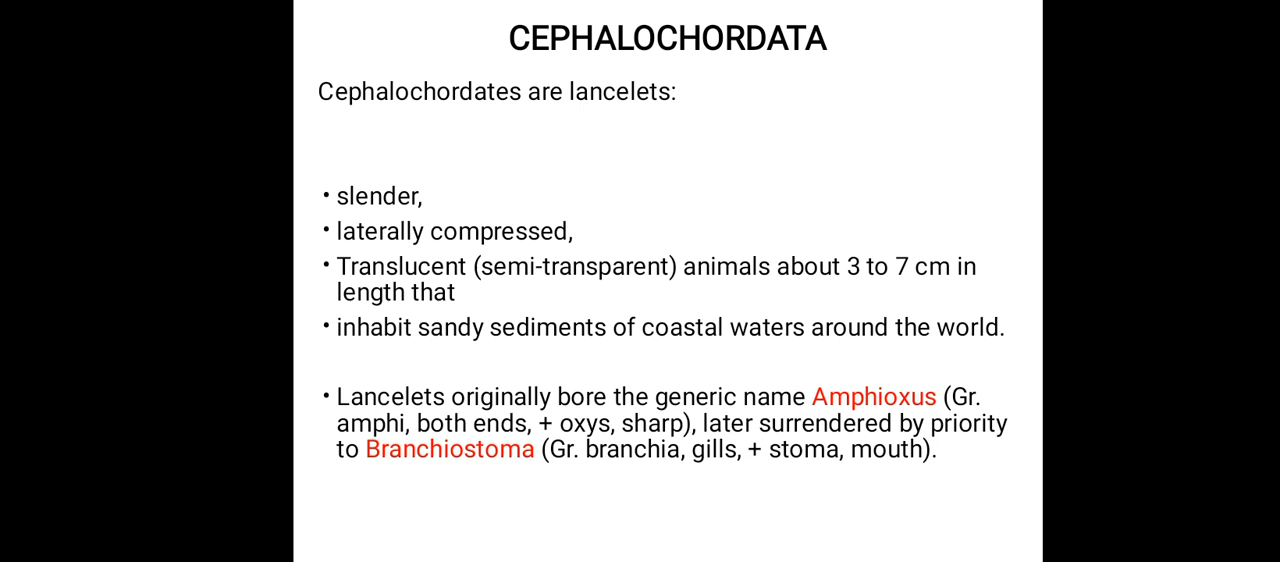 CEPHALOCHORDATA
Cephalochordates are lancelets:
• slender,
• laterally compressed,
• Translucent (semi-transparent) animals about 3 to 7 cm in
length that
• inhabit sandy sediments of coastal waters around the world.
• Lancelets originally bore the generic name Amphioxus (Gr.
amphi, both ends, + oxys, sharp), later surrendered by priority
to Branchiostoma (Gr. branchia, gills, + stoma, mouth).